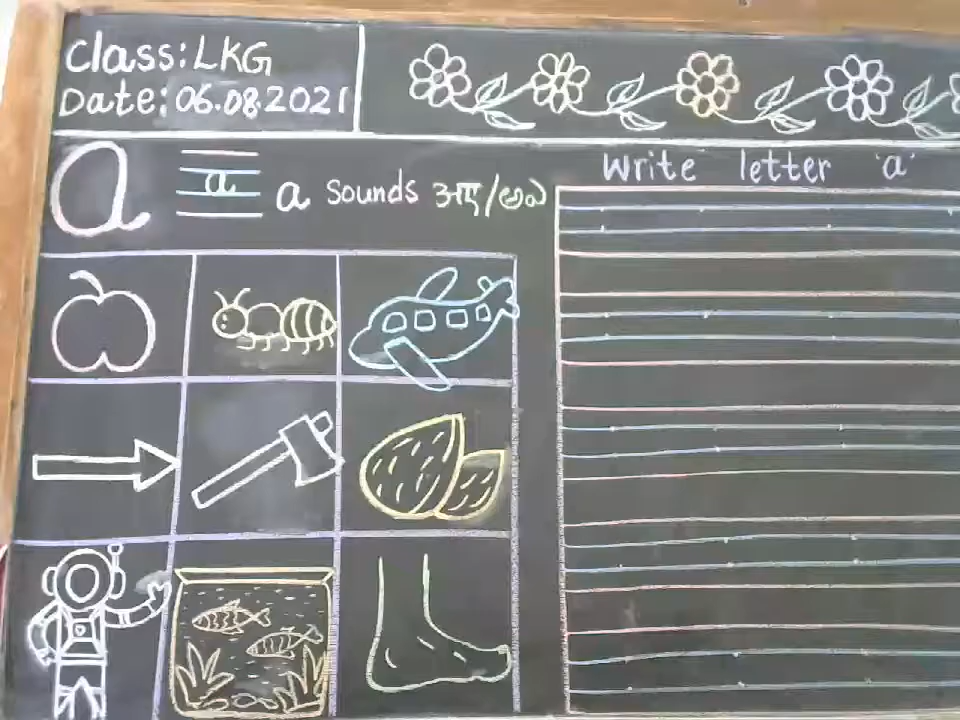 Class: LKG
Date: 06.08.2021
a
a
a sounds
write letter 'a'